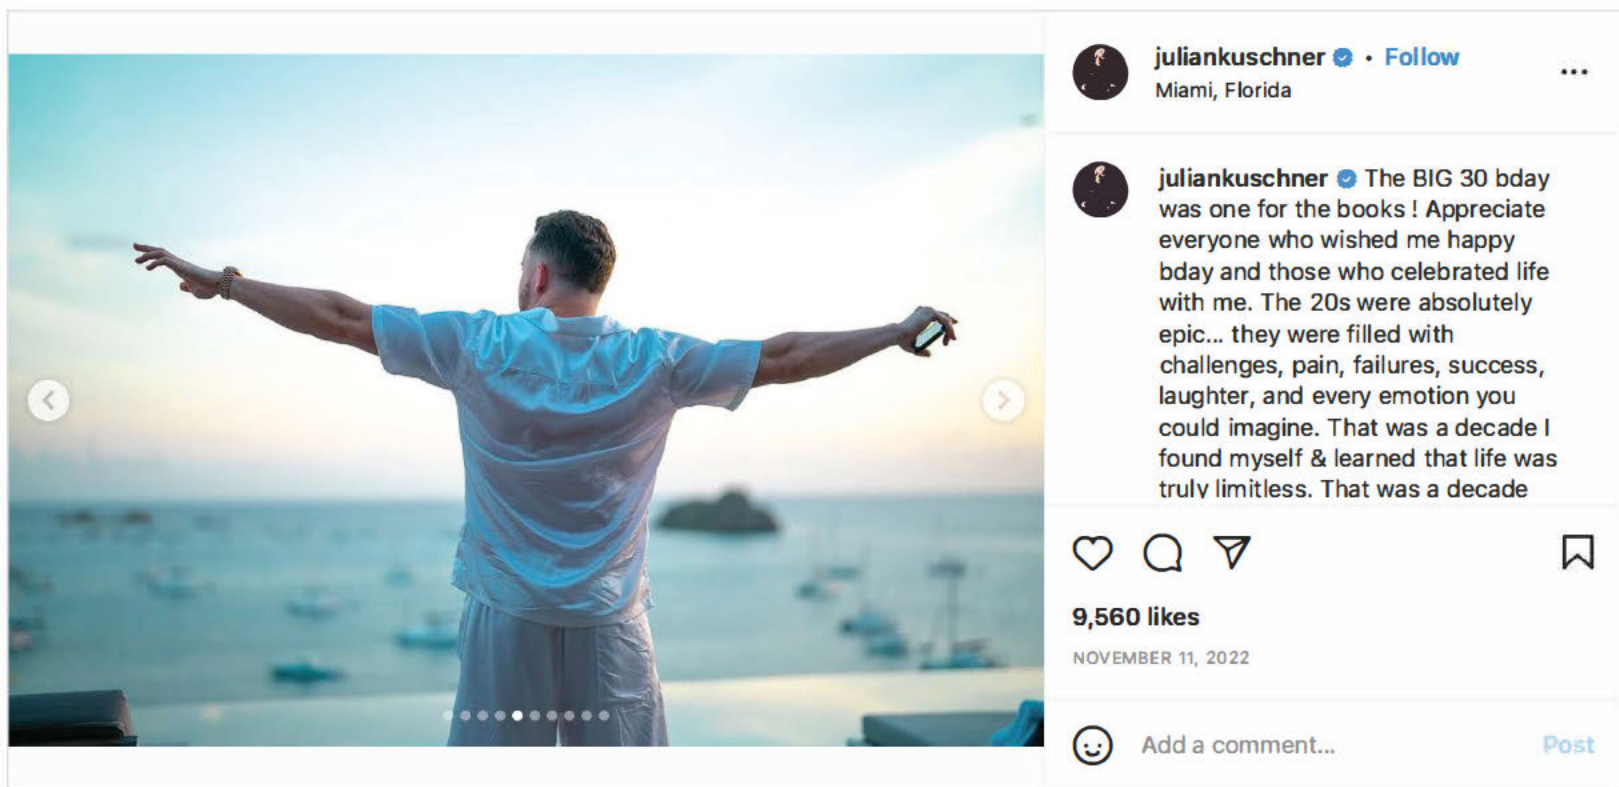 juliankuschner • Follow
Miami, Florida
juliankuschner The BIG 30 bday
was one for the books ! Appreciate
everyone who wished me happy
bday and those who celebrated life
with me. The 20s were absolutely
epic... they were filled with
challenges, pain, failures, success,
laughter, and every emotion you
could imagine. That was a decade I
found myself & learned that life was
truly limitless. That was a decade
9,560 likes
NOVEMBER 11, 2022
Add a comment...
Post